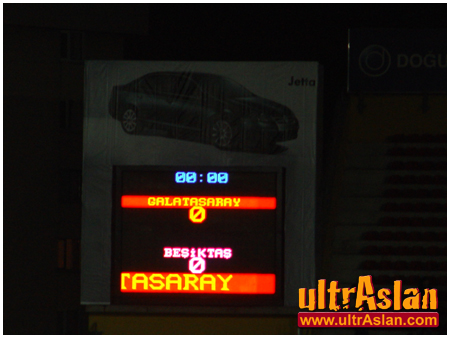 Jetta
DOGU
00:00
GALATASARAY
0
BEŞiKTAŞ
0
TASARAY
ultrAslan
www.ultrAslan.com